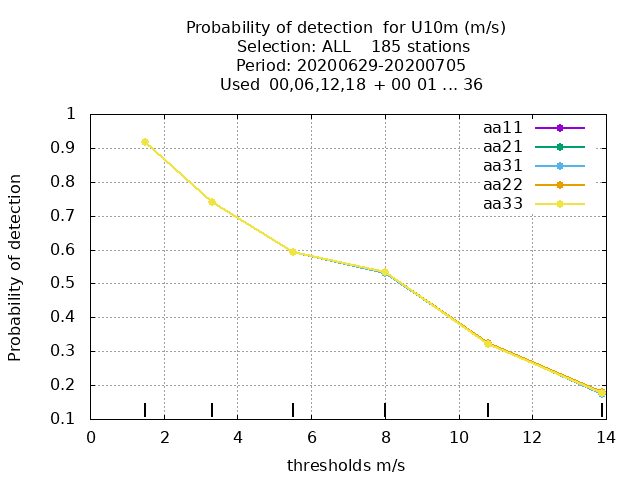 Probability of detection  for U10m (m/s)
Selection: ALL    185 stations
Period: 20200629-20200705
Used  00,06,12,18  + 00 01 ... 36
aa11
aa21
aa31
aa22
aa33
Probability of detection
1
0.9
0.8
0.7
0.6
0.5
0.4
0.3
0.2
0.1
0 2 4 6 8 10 12 14
thresholds m/s